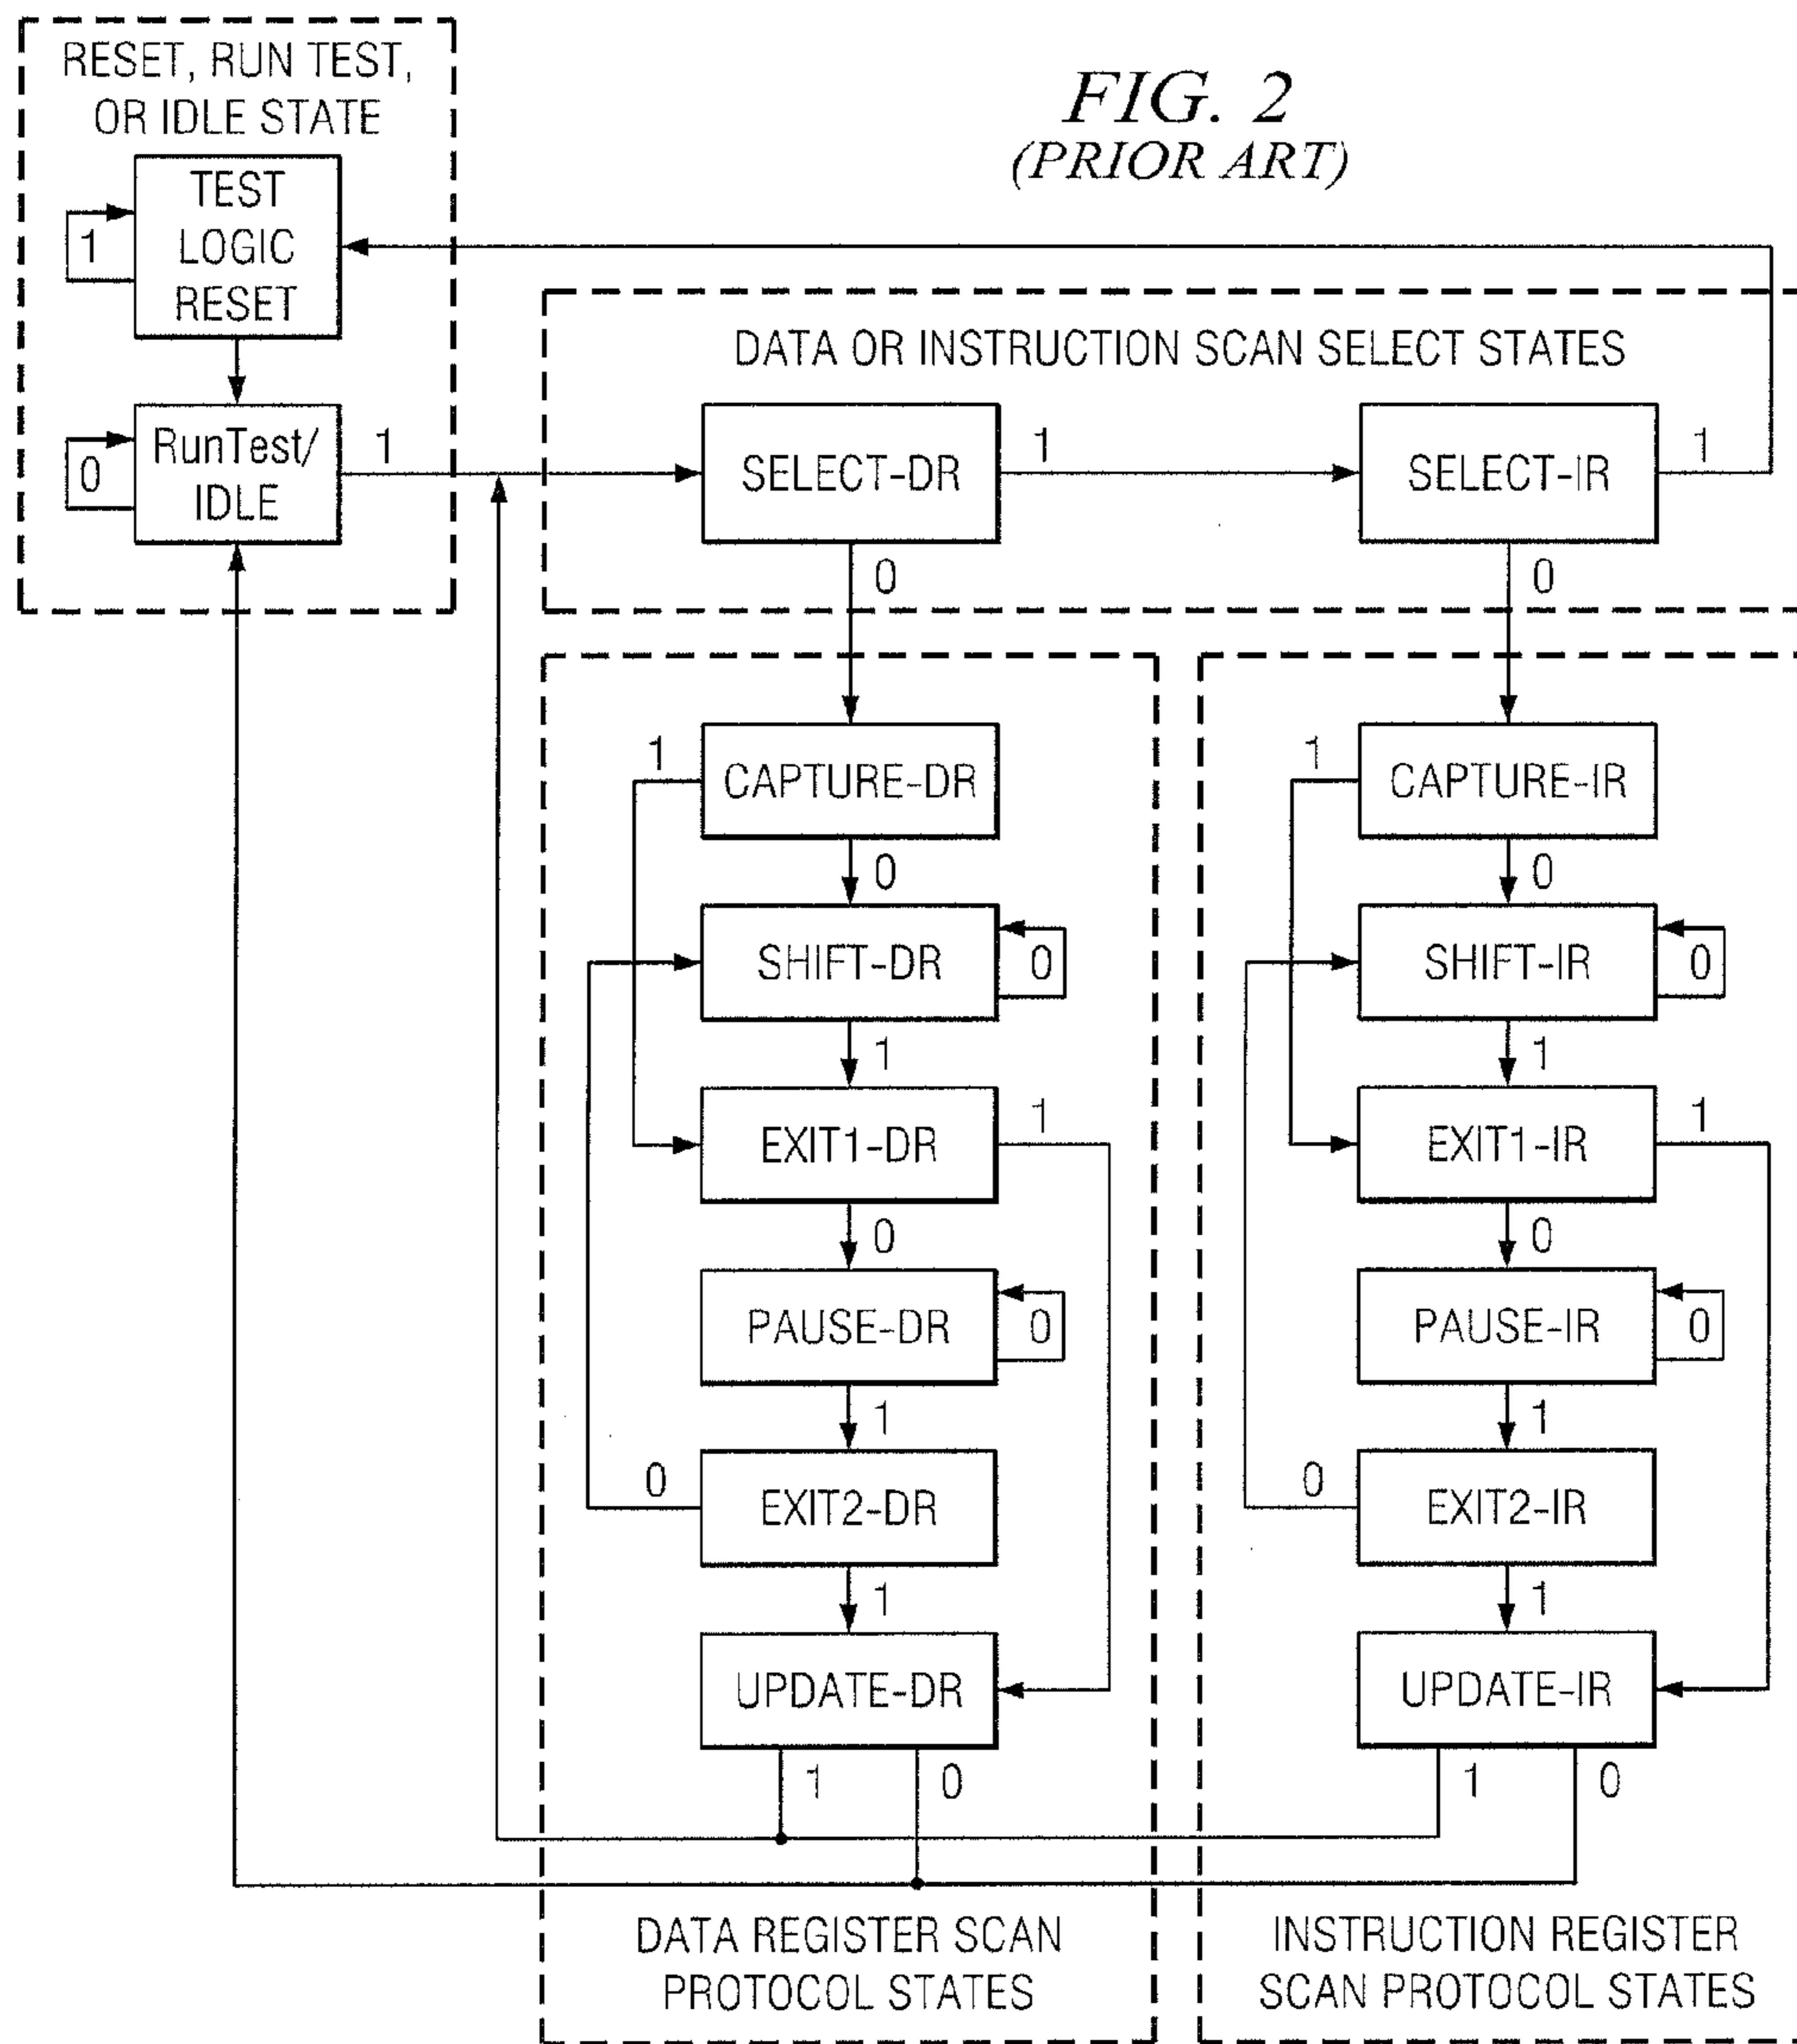 RESET, RUN TEST,
OR IDLE STATE
FIG. 2
(PRIOR ART)
TEST
LOGIC
RESET
1
DATA OR INSTRUCTION SCAN SELECT STATES
RunTest/
IDLE
0
1
SELECT-DR
1
SELECT-IR
1
0
0
1
CAPTURE-DR
1
CAPTURE-IR
0
0
SHIFT-DR
0
SHIFT-IR
0
1
1
EXIT1-DR
1
EXIT1-IR
1
0
0
PAUSE-DR
0
PAUSE-IR
0
1
1
0
EXIT2-DR
0
EXIT2-IR
1
1
UPDATE-DR
UPDATE-IR
1
0
1
0
DATA REGISTER SCAN
PROTOCOL STATES
INSTRUCTION REGISTER
SCAN PROTOCOL STATES